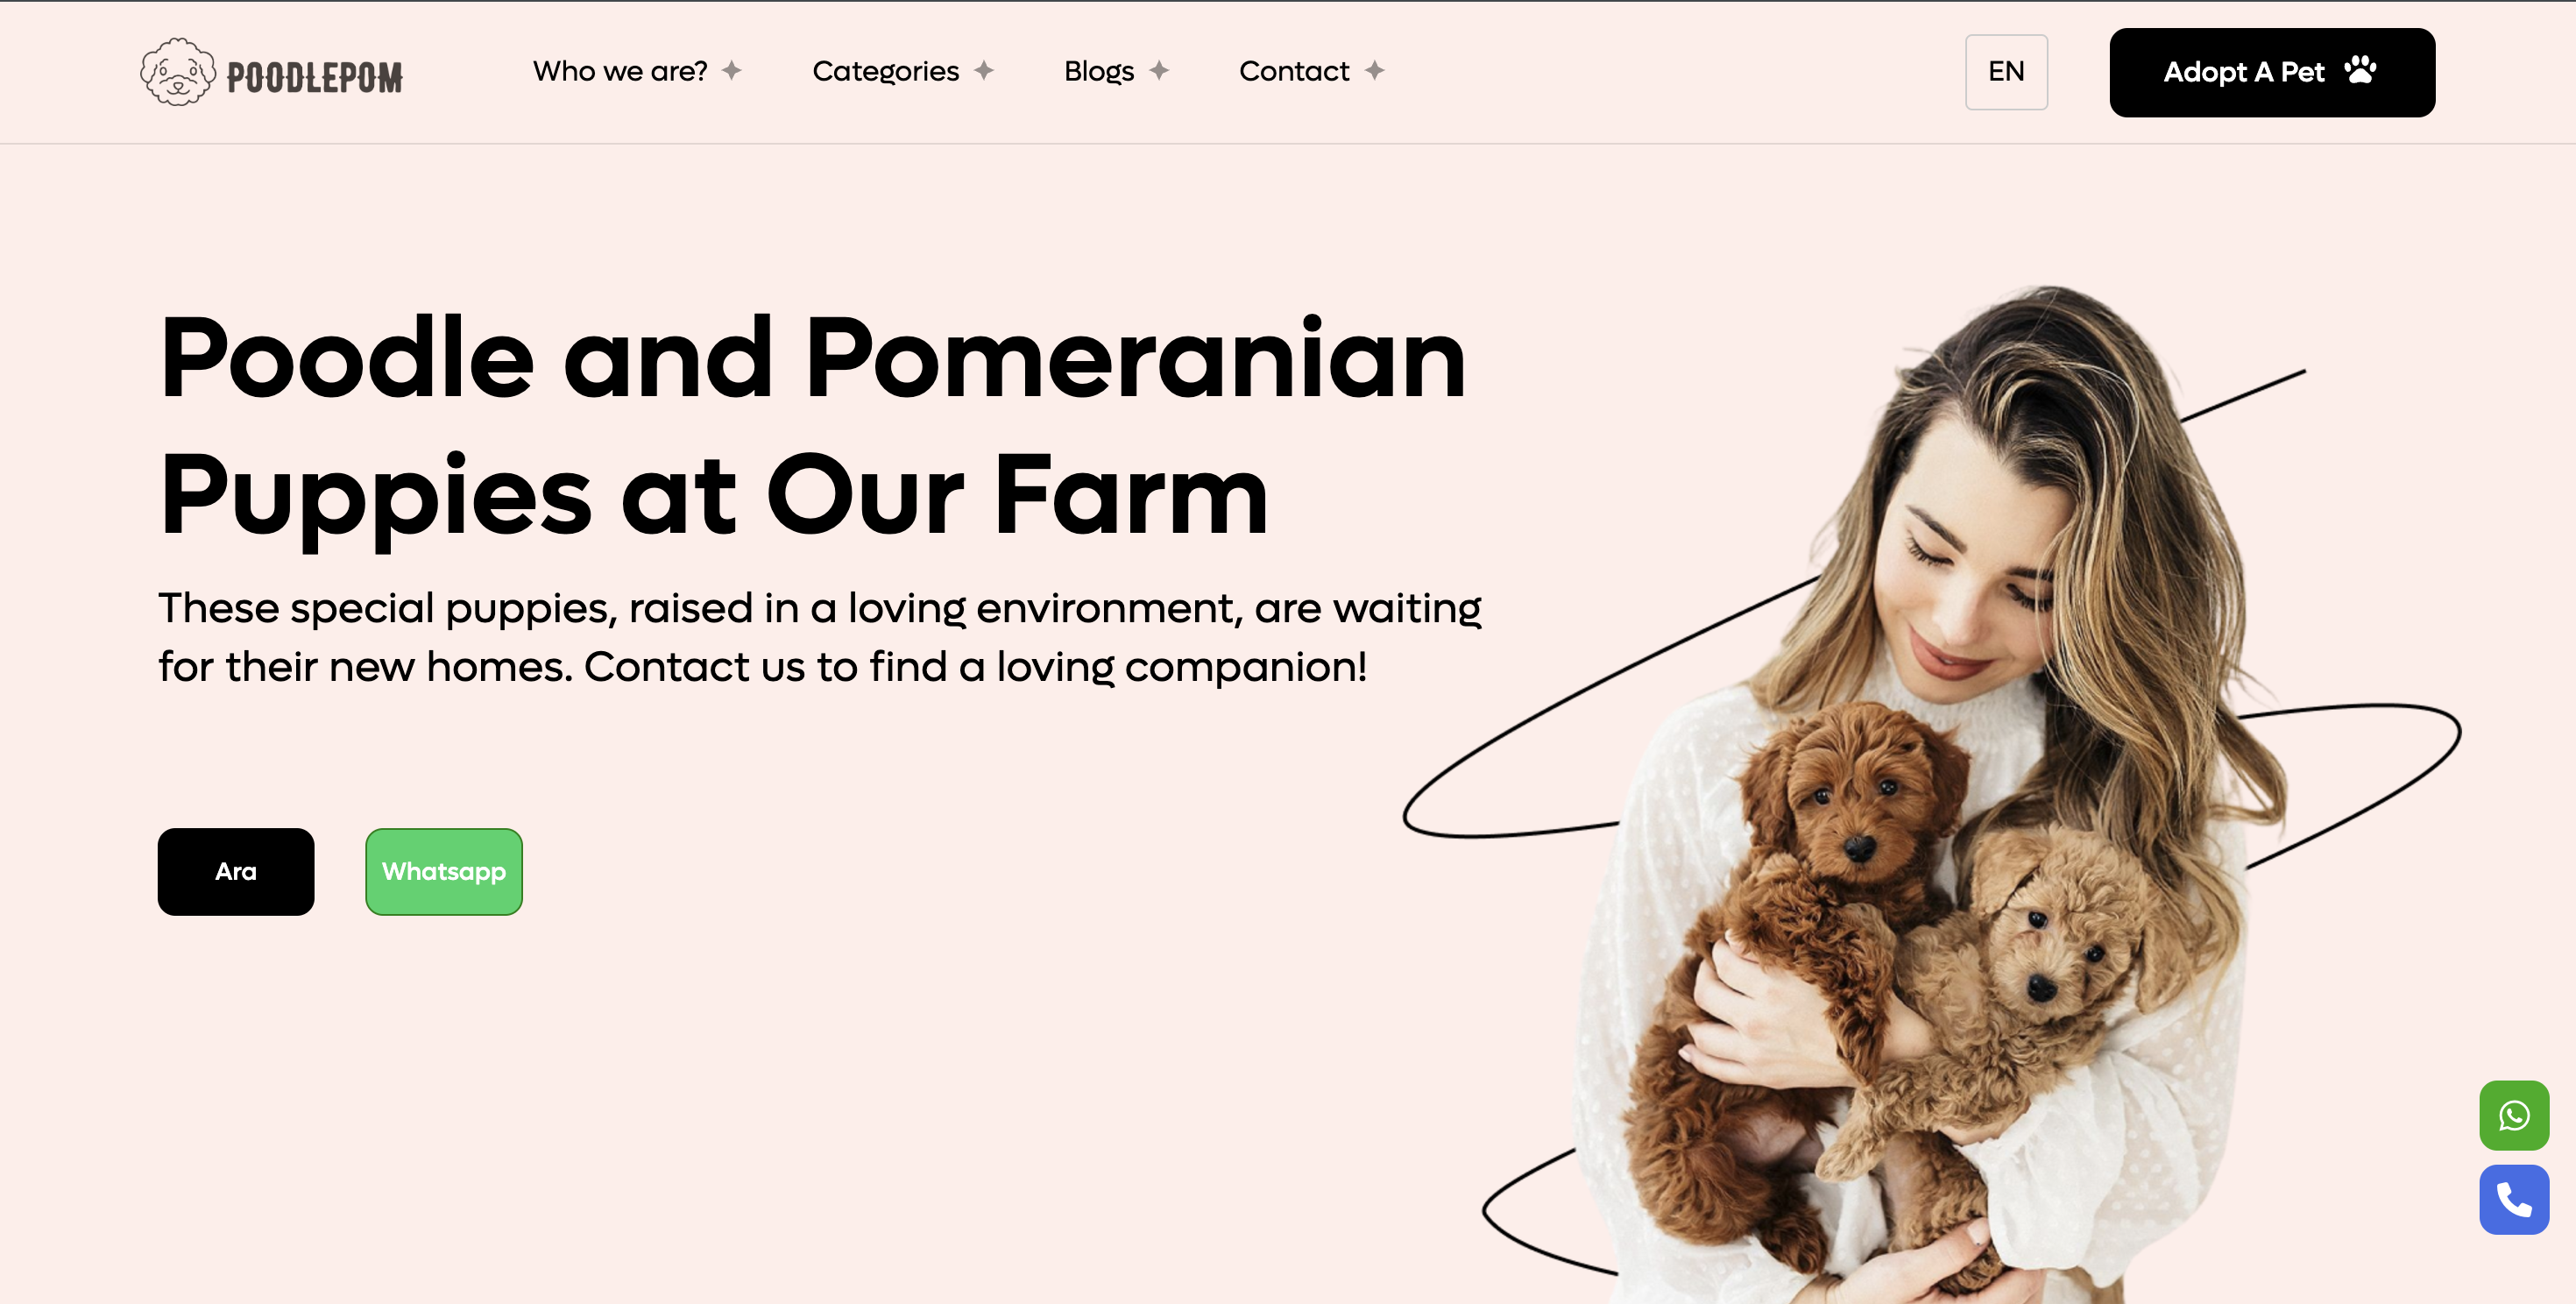 POODLEPOM
Who we are?
Categories
Blogs
Contact
EN
Adopt A Pet
Poodle and Pomeranian
Puppies at Our Farm
These special puppies, raised in a loving environment, are waiting
for their new homes. Contact us to find a loving companion!
Ara
Whatsapp